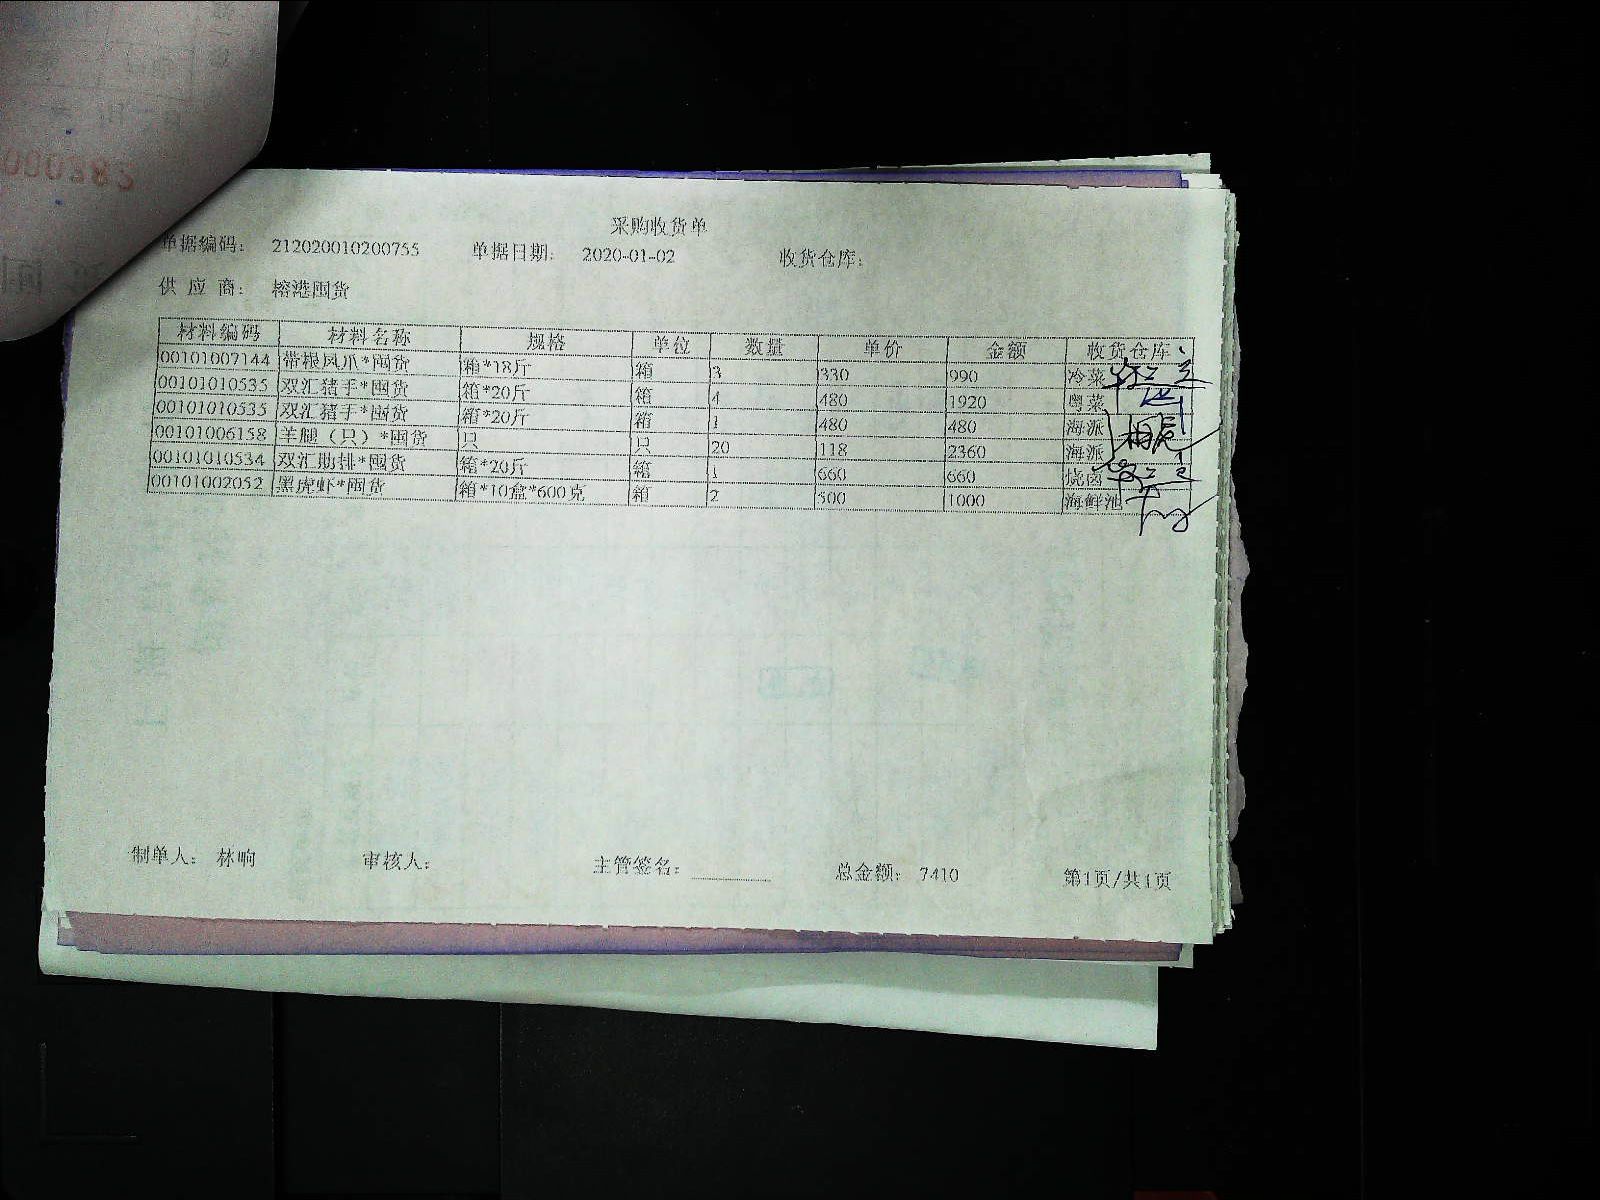 采购收货单
单据编码： 212020010200755 单据日期： 2020-01-02 收货仓库：
供 应 商： 榕港囤货
材料编码 材料名称 规格 单位 数量 单价 金额 收货仓库
00101007144 带根凤爪*囤货 箱*18斤 箱 3 330 990 冷菜
00101010535 双汇猪手*囤货 箱*20斤 箱 4 480 1920 粤菜
00101010535 双汇猪手*囤货 箱*20斤 箱 1 480 480 海派
00101006158 羊腿（只）*囤货 只 只 20 118 2360 海派
00101010534 双汇肋排*囤货 箱*20斤 箱 1 660 660 烧卤
00101002052 黑虎虾*囤货 箱*10盒*600克 箱 2 500 1000 海鲜池
制单人： 林响 审核人： 主管签名： 总金额： 7410 第1页/共1页